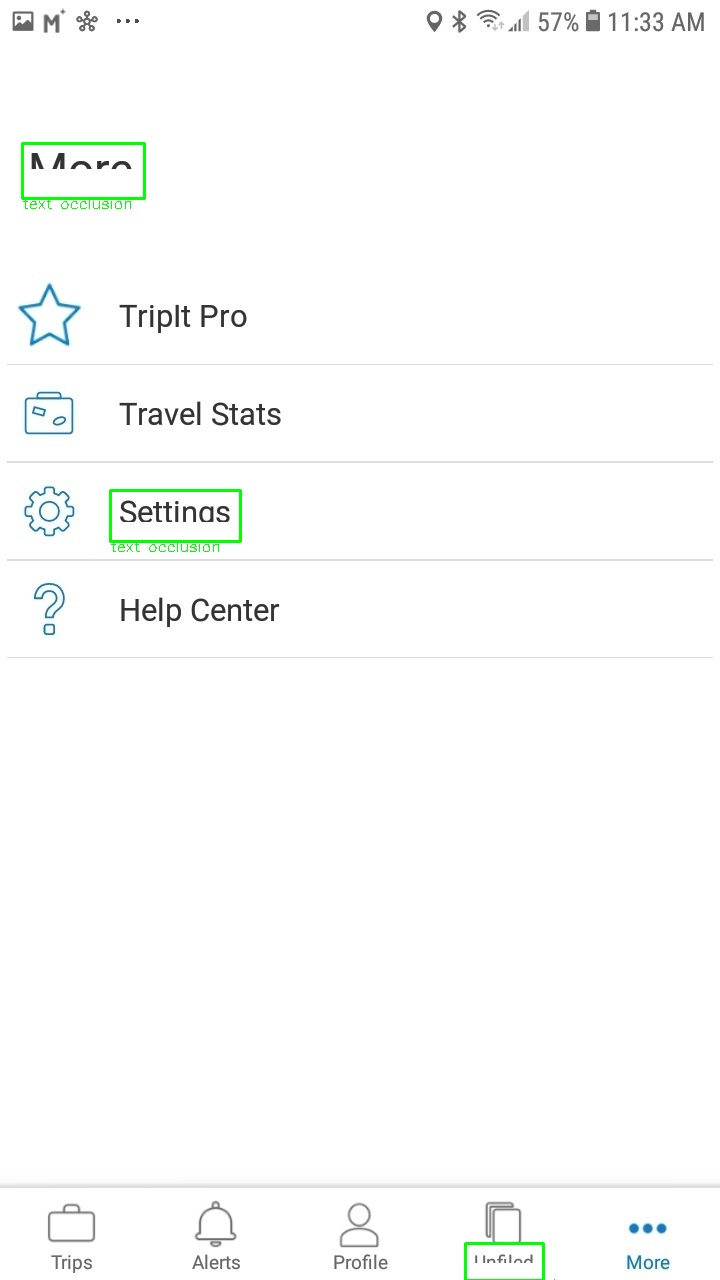 57% 11:33 AM
More
text occlusion
TripIt Pro
Travel Stats
Settings
text occlusion
Help Center
Trips Alerts Profile Unfiled More